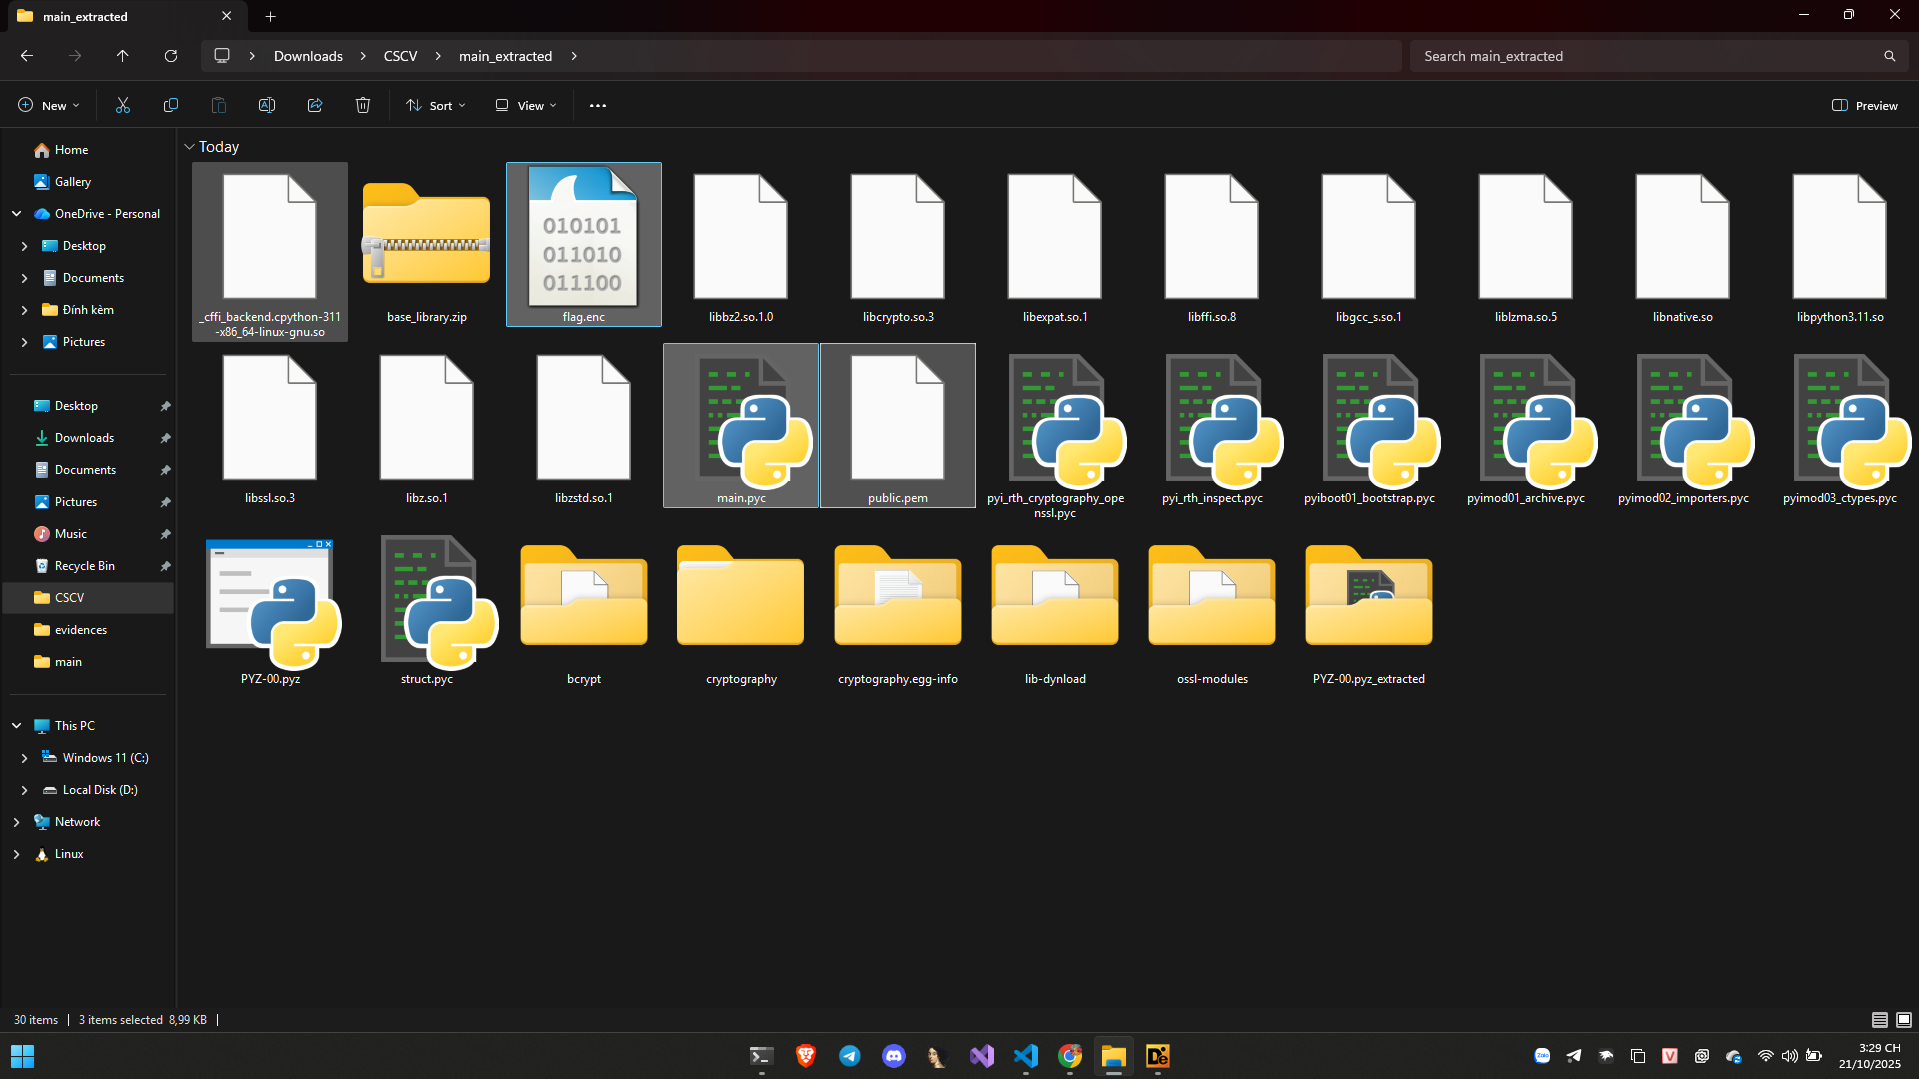 main_extracted
Downloads
CSCV
main_extracted
Search main_extracted
New
Sort
View
Preview
Home
Gallery
OneDrive - Personal
Desktop
Documents
Đính kèm
Pictures
Desktop
Downloads
Documents
Pictures
Music
Recycle Bin
CSCV
evidences
main
This PC
Windows 11 (C:)
Local Disk (D:)
Network
Linux
Today
010101
011010
011100
_cffi_backend.cpython-311
-x86_64-linux-gnu.so
base_library.zip
flag.enc
libbz2.so.1.0
libcrypto.so.3
libexpat.so.1
libffi.so.8
libgcc_s.so.1
liblzma.so.5
libnative.so
libpython3.11.so
libssl.so.3
libz.so.1
libzstd.so.1
main.pyc
public.pem
pyi_rth_cryptography_ope
nssl.pyc
pyi_rth_inspect.pyc
pyiboot01_bootstrap.pyc
pyimod01_archive.pyc
pyimod02_importers.pyc
pyimod03_ctypes.pyc
PYZ-00.pyz
struct.pyc
bcrypt
cryptography
cryptography.egg-info
lib-dynload
ossl-modules
PYZ-00.pyz_extracted
30 items
3 items selected 8,99 KB
De
Zalo
V
3:29 CH
21/10/2025